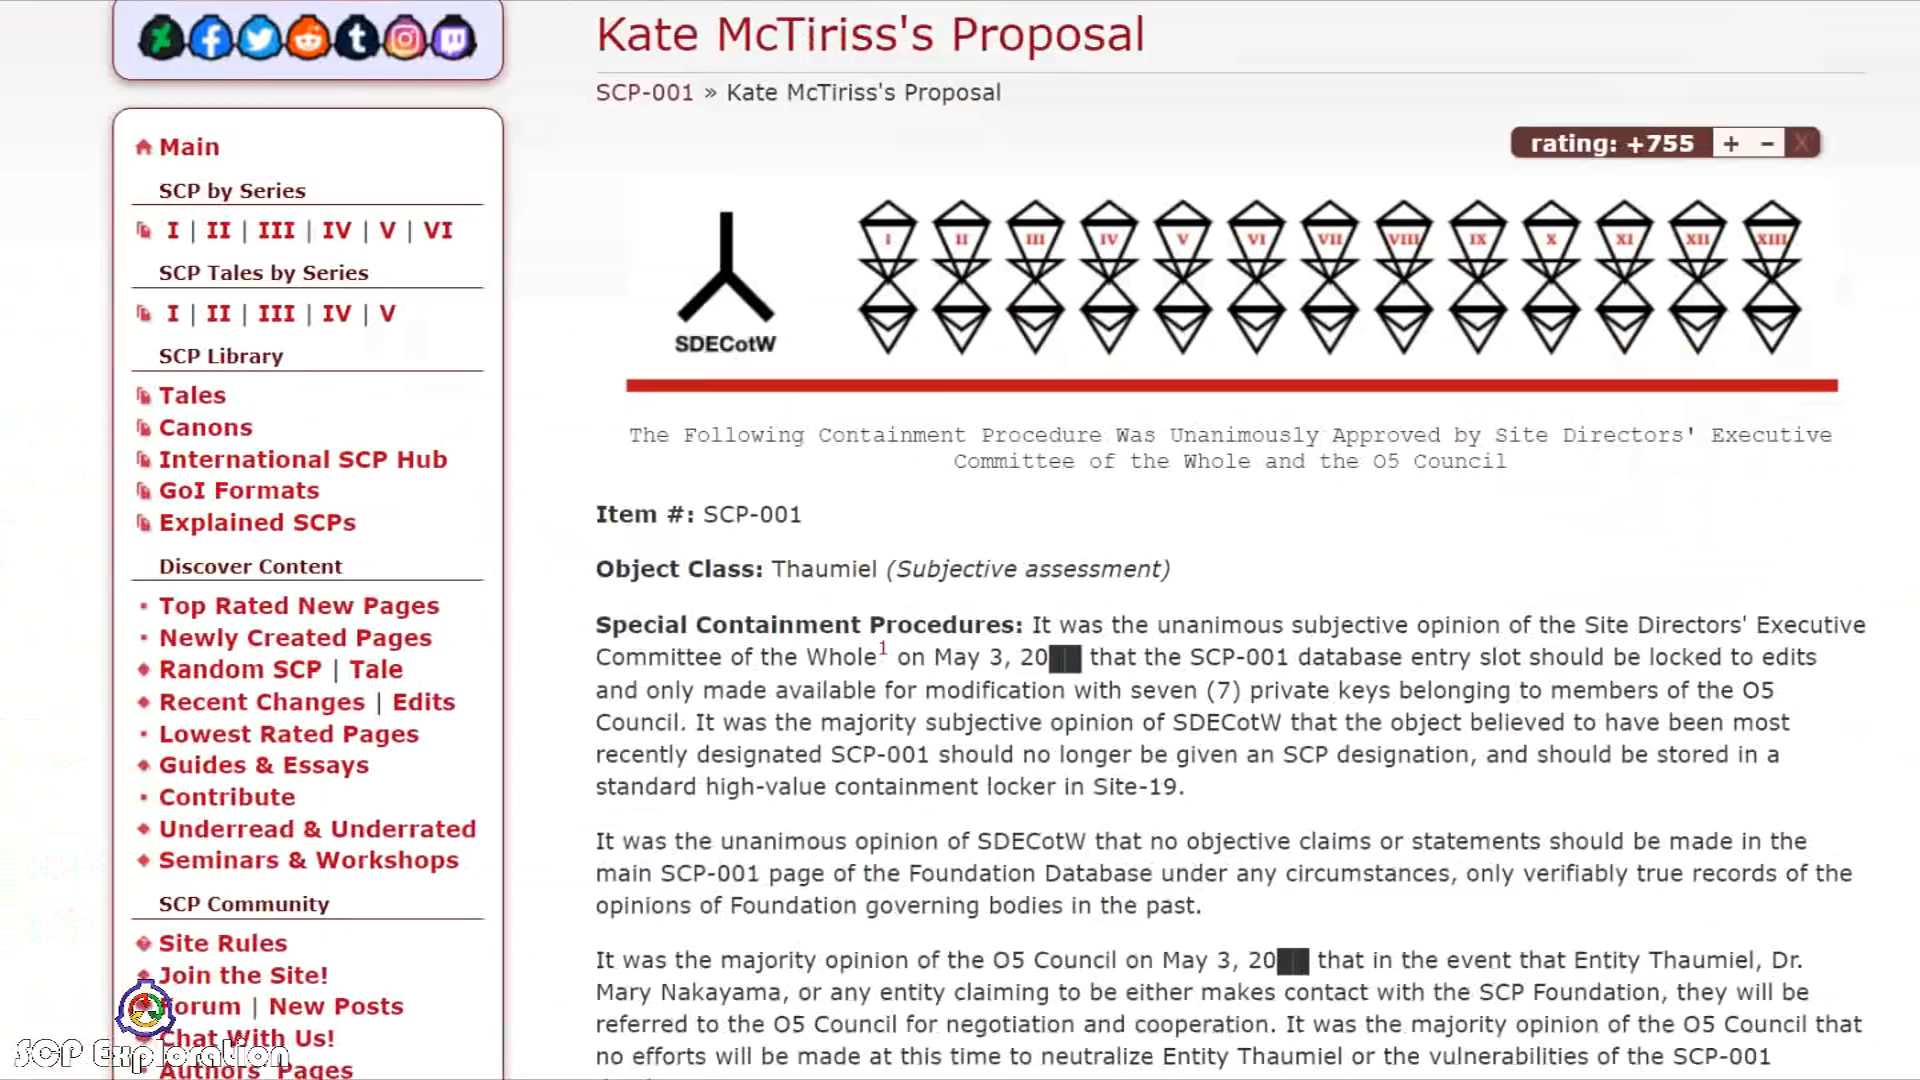 Kate McTiriss's Proposal
SCP-001 » Kate McTiriss's Proposal
rating: +755 + − X
Main
SCP by Series
I | II | III | IV | V | VI
SCP Tales by Series
I | II | III | IV | V
SCP Library
Tales
Canons
International SCP Hub
GoI Formats
Explained SCPs
Discover Content
Top Rated New Pages
Newly Created Pages
Random SCP | Tale
Recent Changes | Edits
Lowest Rated Pages
Guides & Essays
Contribute
Underread & Underrated
Seminars & Workshops
SCP Community
Site Rules
Join the Site!
Forum | New Posts
Chat With Us!
Authors' Pages
SCP Exploration
SDECotW
I II III IV V VI VII VIII IX X XI XII XIII
The Following Containment Procedure Was Unanimously Approved by Site Directors' Executive
Committee of the Whole and the O5 Council
Item #: SCP-001
Object Class: Thaumiel (Subjective assessment)
Special Containment Procedures: It was the unanimous subjective opinion of the Site Directors' Executive
Committee of the Whole1 on May 3, 20██ that the SCP-001 database entry slot should be locked to edits
and only made available for modification with seven (7) private keys belonging to members of the O5
Council. It was the majority subjective opinion of SDECotW that the object believed to have been most
recently designated SCP-001 should no longer be given an SCP designation, and should be stored in a
standard high-value containment locker in Site-19.
It was the unanimous opinion of SDECotW that no objective claims or statements should be made in the
main SCP-001 page of the Foundation Database under any circumstances, only verifiably true records of the
opinions of Foundation governing bodies in the past.
It was the majority opinion of the O5 Council on May 3, 20██ that in the event that Entity Thaumiel, Dr.
Mary Nakayama, or any entity claiming to be either makes contact with the SCP Foundation, they will be
referred to the O5 Council for negotiation and cooperation. It was the majority opinion of the O5 Council that
no efforts will be made at this time to neutralize Entity Thaumiel or the vulnerabilities of the SCP-001